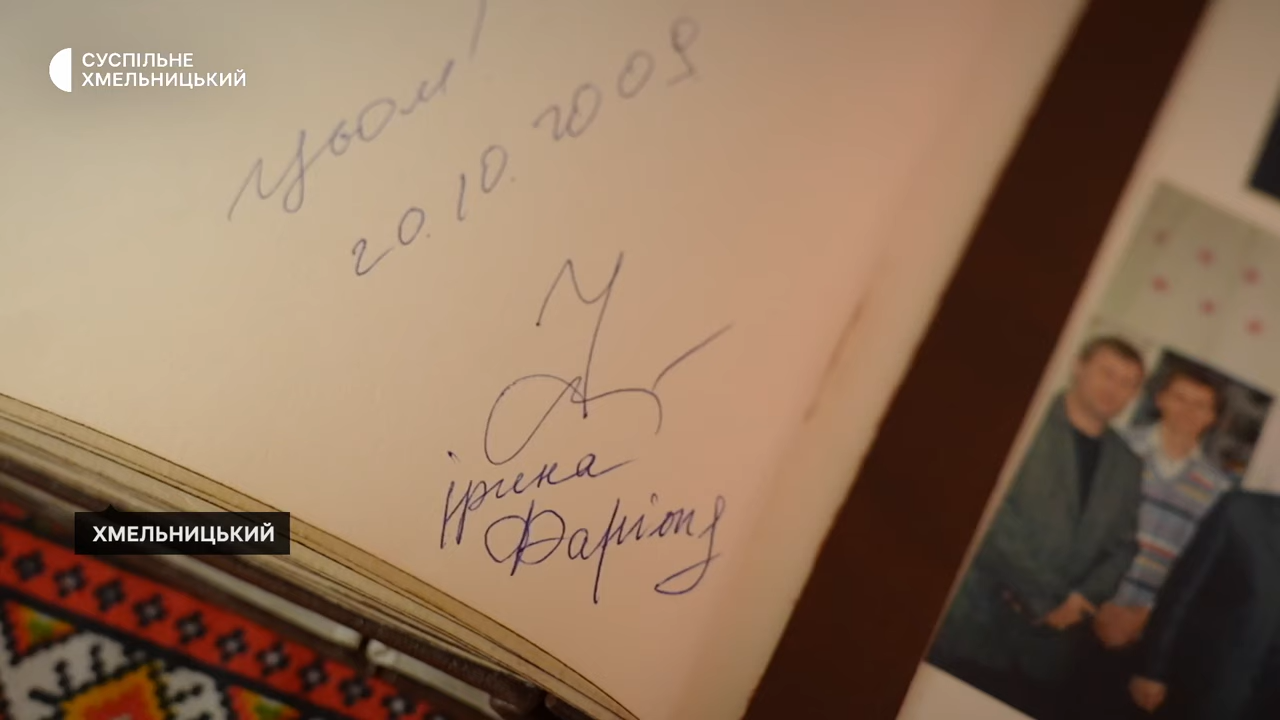 СУСПІЛЬНЕ
ХМЕЛЬНИЦЬКИЙ
цьом!
20.10.2009
ірина
Фаріон
ХМЕЛЬНИЦЬКИЙ